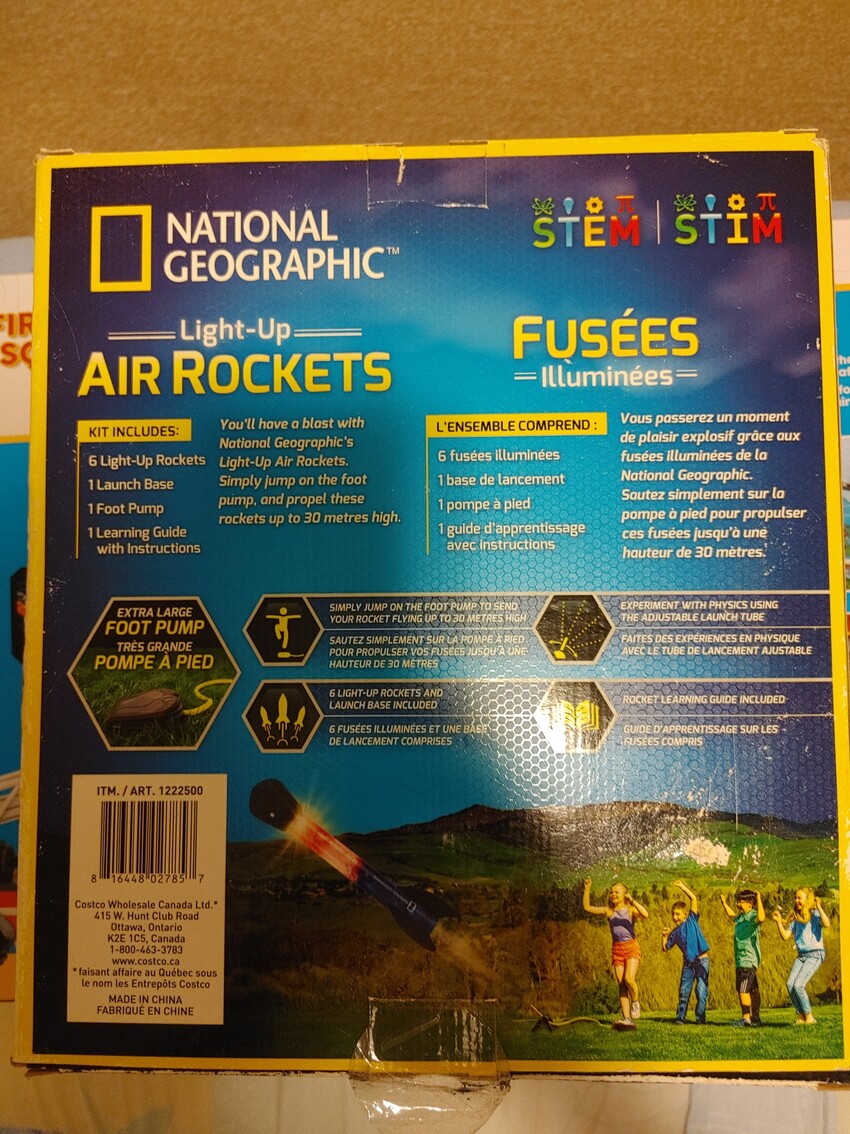 NATIONAL
GEOGRAPHIC™
STEM | STIM
Light-Up
AIR ROCKETS
KIT INCLUDES:
6 Light-Up Rockets
1 Launch Base
1 Foot Pump
1 Learning Guide
with Instructions
You'll have a blast with
National Geographic's
Light-Up Air Rockets.
Simply jump on the foot
pump, and propel these
rockets up to 30 metres high.
FUSÉES
Illuminées
L'ENSEMBLE COMPREND :
6 fusées illuminées
1 base de lancement
1 pompe à pied
1 guide d'apprentissage
avec instructions
Vous passerez un moment
de plaisir explosif grâce aux
fusées illuminées de la
National Geographic.
Sautez simplement sur la
pompe à pied pour propulser
ces fusées jusqu'à une
hauteur de 30 mètres.
EXTRA LARGE
FOOT PUMP
TRÈS GRANDE
POMPE À PIED
SIMPLY JUMP ON THE FOOT PUMP TO SEND
YOUR ROCKET FLYING UP TO 30 METRES HIGH
SAUTEZ SIMPLEMENT SUR LA POMPE À PIED
POUR PROPULSER VOS FUSÉES JUSQU'À UNE
HAUTEUR DE 30 MÈTRES
EXPERIMENT WITH PHYSICS USING
THE ADJUSTABLE LAUNCH TUBE
FAITES DES EXPÉRIENCES EN PHYSIQUE
AVEC LE TUBE DE LANCEMENT AJUSTABLE
6 LIGHT-UP ROCKETS AND
LAUNCH BASE INCLUDED
6 FUSÉES ILLUMINÉES ET UNE BASE
DE LANCEMENT COMPRISES
ROCKET LEARNING GUIDE INCLUDED
GUIDE D'APPRENTISSAGE SUR LES
FUSÉES COMPRIS
ITM. / ART. 1222500
8 16448 02785 7
Costco Wholesale Canada Ltd.*
415 W. Hunt Club Road
Ottawa, Ontario
K2E 1C5, Canada
1-800-463-3783
www.costco.ca
*faisant affaire au Québec sous
le nom les Entrepôts Costco
MADE IN CHINA
FABRIQUÉ EN CHINE